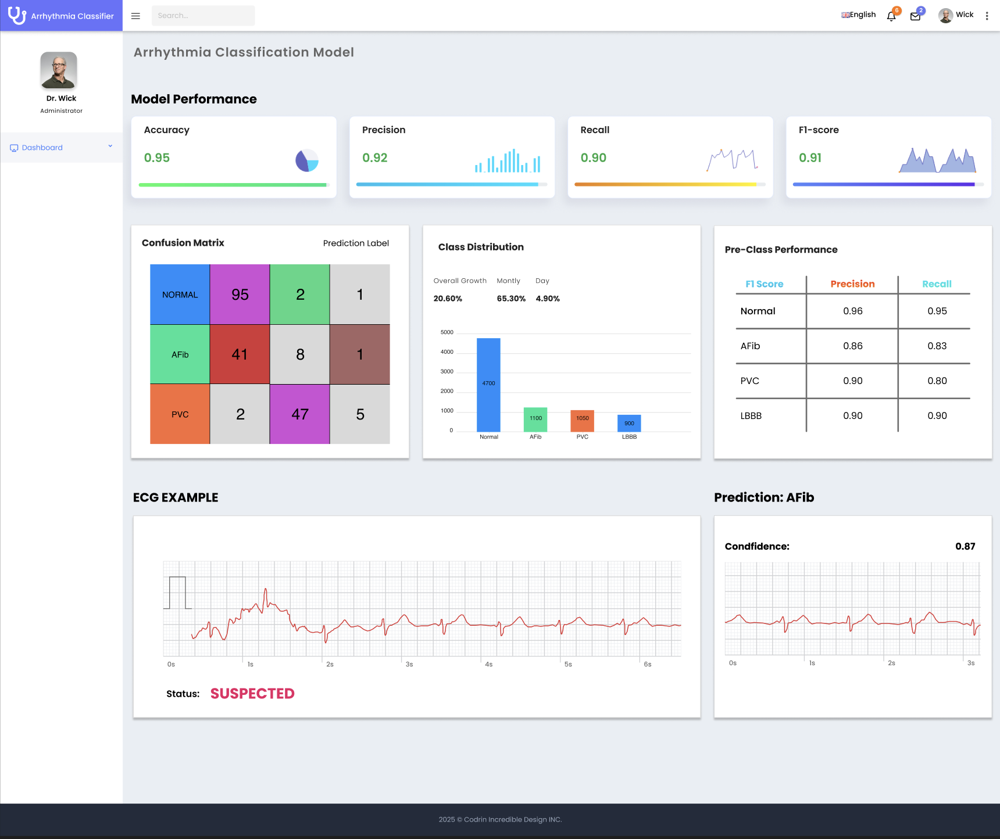 Arrhythmia Classifier
Search...
English
6
2
Wick
Dr. Wick
Administrator
Dashboard
Arrhythmia Classification Model
Model Performance
Accuracy
0.95
Precision
0.92
Recall
0.90
F1-score
0.91
Confusion Matrix
Prediction Label
NORMAL 95 2 1
AFib 41 8 1
PVC 2 47 5
Class Distribution
Overall Growth Montly Day
20.60% 65.30% 4.90%
5000
4000
3000
2000
1000
0
4700
1100
1050
900
Normal AFib PVC LBBB
Pre-Class Performance
F1 Score Precision Recall
Normal 0.96 0.95
AFib 0.86 0.83
PVC 0.90 0.80
LBBB 0.90 0.90
ECG EXAMPLE
0s 1s 2s 3s 4s 5s 6s
Status: SUSPECTED
Prediction: AFib
Condfidence: 0.87
0s 1s 2s 3s
2025 © Codrin Incredible Design INC.